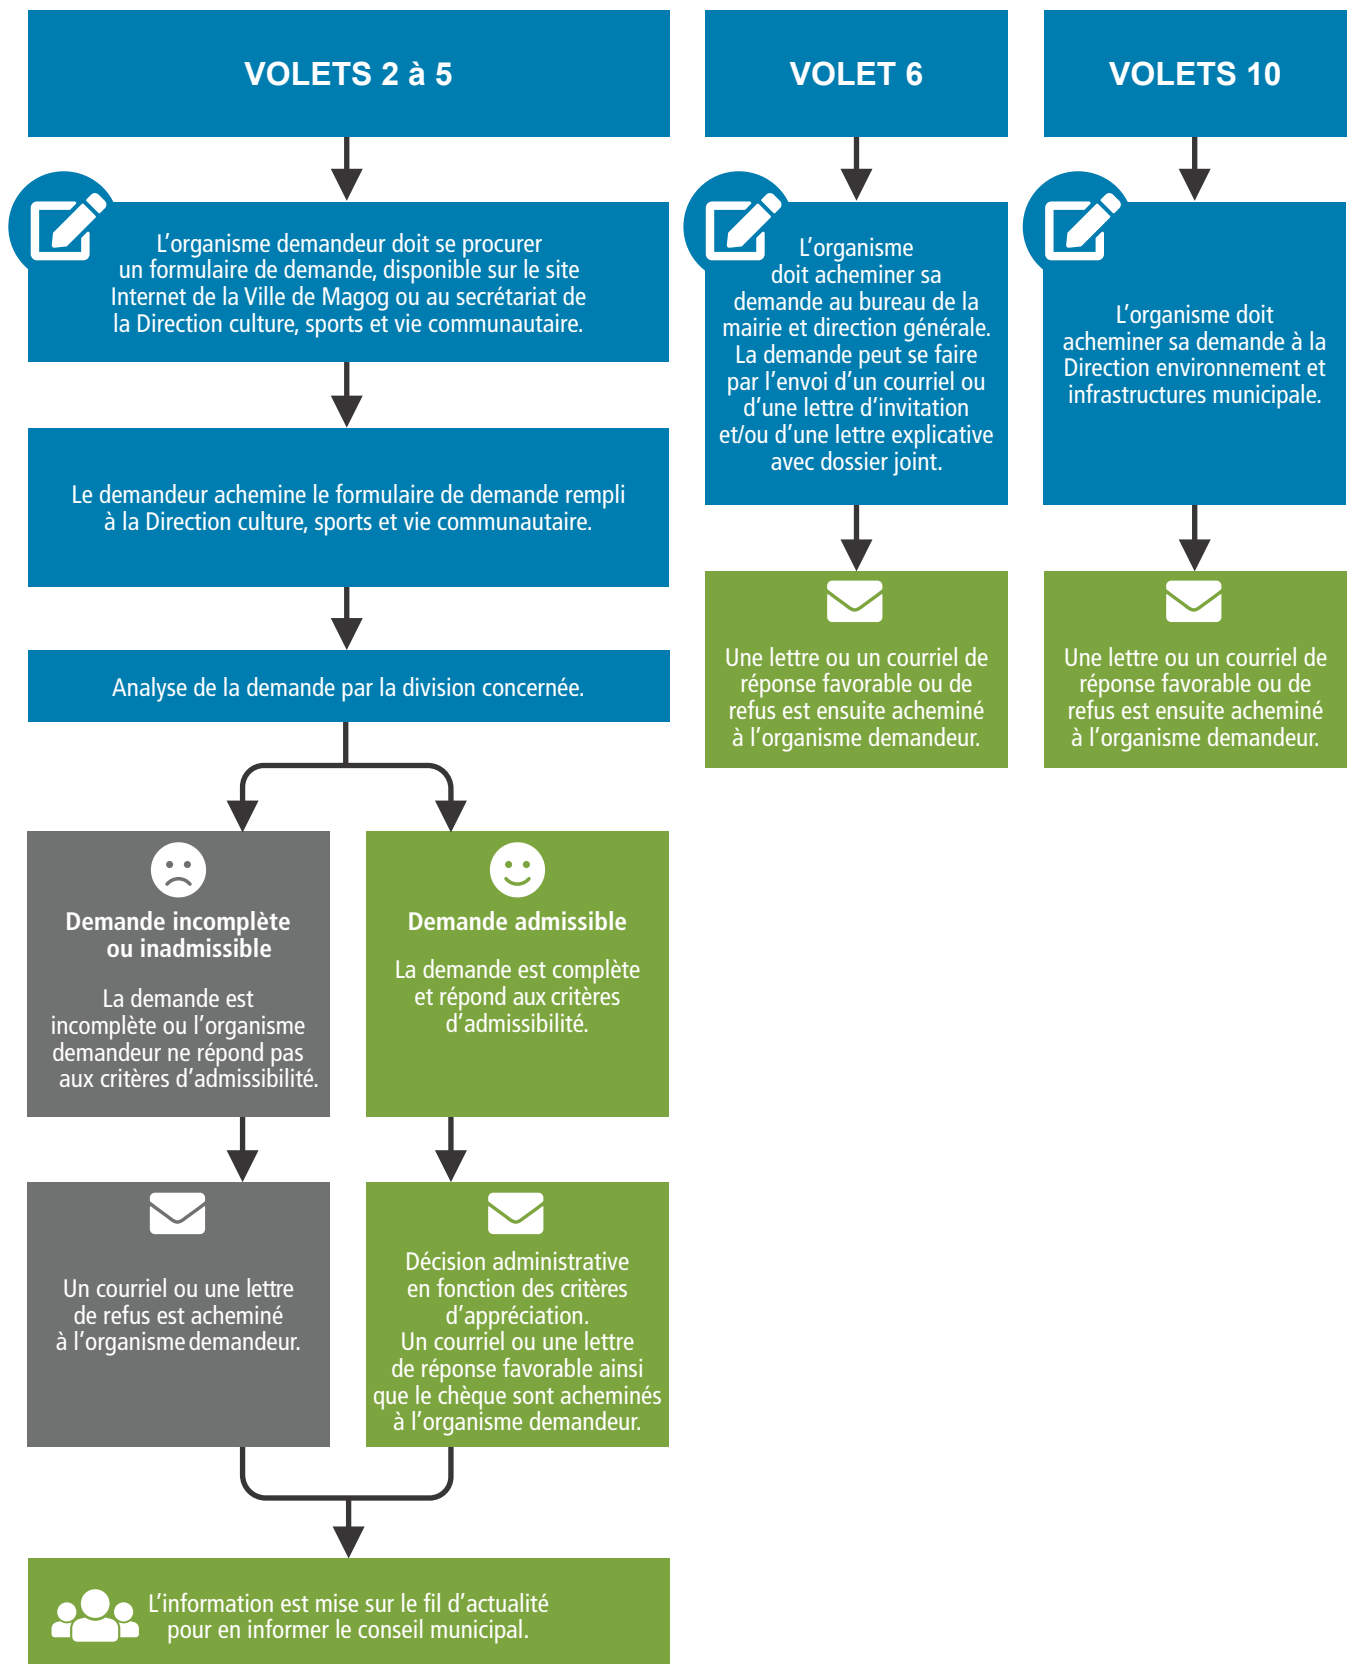 VOLETS 2 à 5
L'organisme demandeur doit se procurer
un formulaire de demande, disponible sur le site
Internet de la Ville de Magog ou au secrétariat de
la Direction culture, sports et vie communautaire.
Le demandeur achemine le formulaire de demande rempli
à la Direction culture, sports et vie communautaire.
Analyse de la demande par la division concernée.
Demande incomplète
ou inadmissible
La demande est
incomplète ou l'organisme
demandeur ne répond pas
aux critères d'admissibilité.
Un courriel ou une lettre
de refus est acheminé
à l'organisme demandeur.
Demande admissible
La demande est complète
et répond aux critères
d'admissibilité.
Décision administrative
en fonction des critères
d'appréciation.
Un courriel ou une lettre
de réponse favorable ainsi
que le chèque sont acheminés
à l'organisme demandeur.
L'information est mise sur le fil d'actualité
pour en informer le conseil municipal.
VOLET 6
L'organisme
doit acheminer sa
demande au bureau de la
mairie et direction générale.
La demande peut se faire
par l'envoi d'un courriel ou
d'une lettre d'invitation
et/ou d'une lettre explicative
avec dossier joint.
Une lettre ou un courriel de
réponse favorable ou de
refus est ensuite acheminé
à l'organisme demandeur.
VOLETS 10
L'organisme doit
acheminer sa demande à la
Direction environnement et
infrastructures municipale.
Une lettre ou un courriel de
réponse favorable ou de
refus est ensuite acheminé
à l'organisme demandeur.